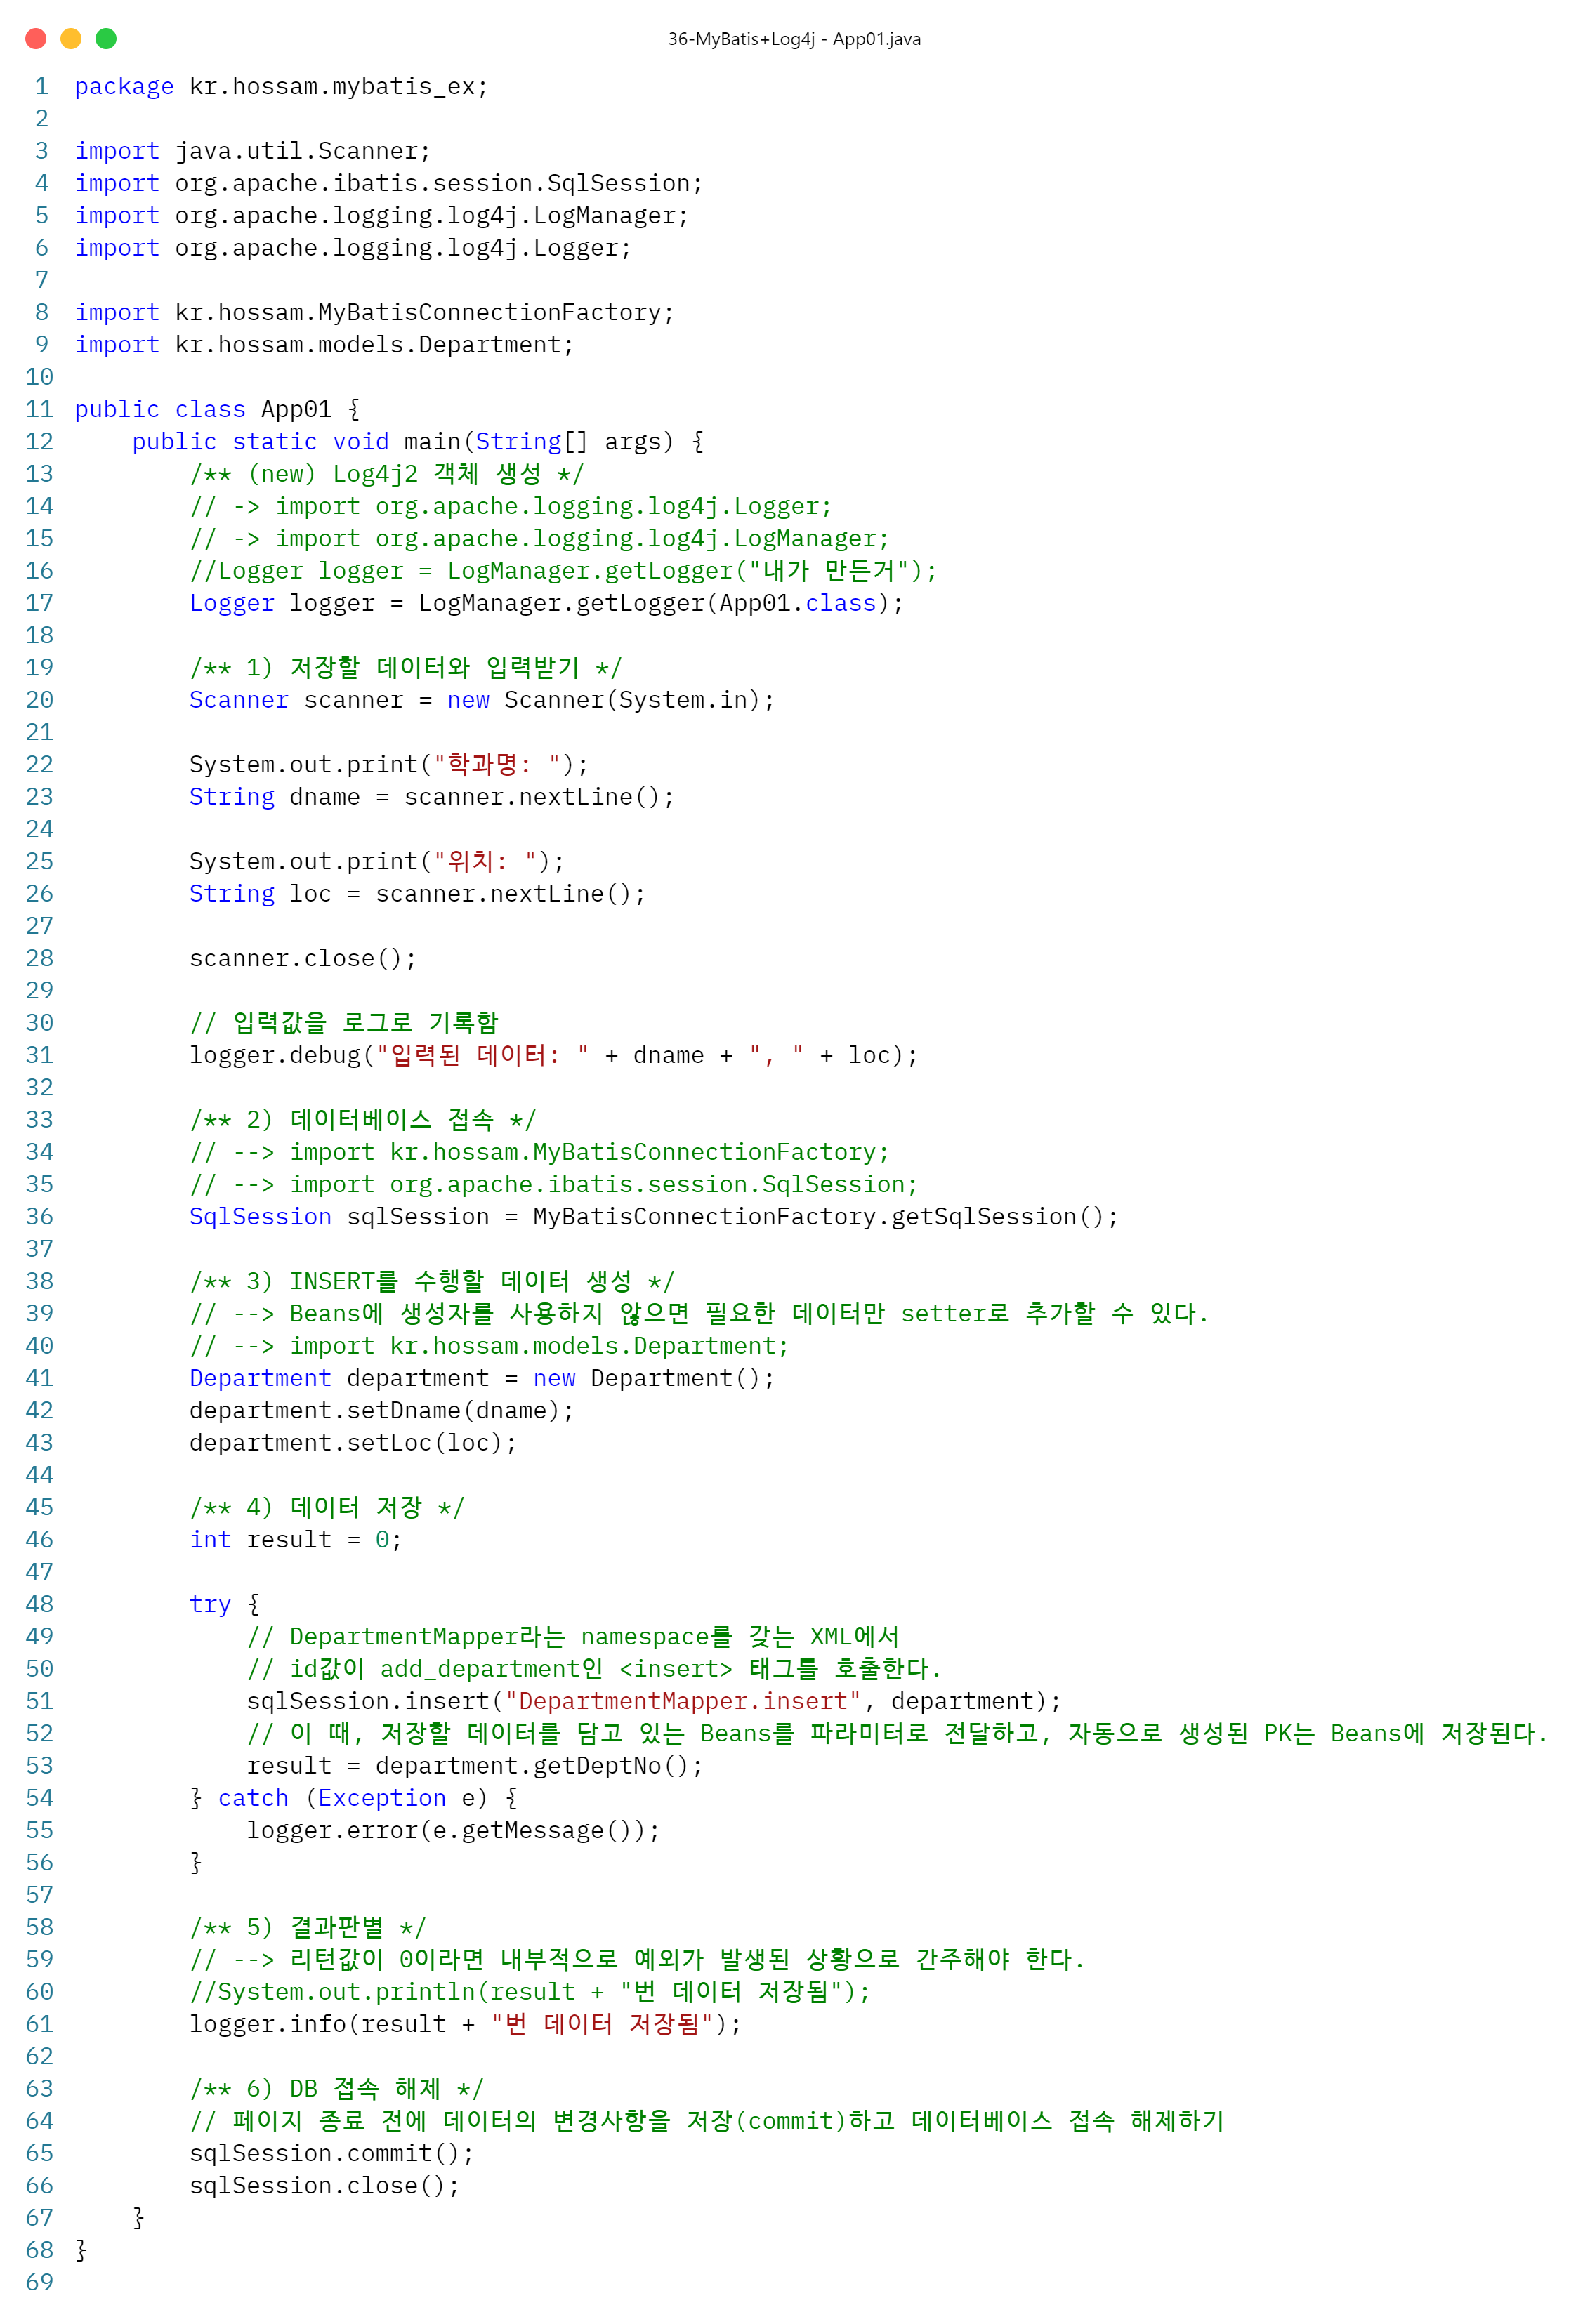 36-MyBatis+Log4j - App01.java
1 package kr.hossam.mybatis_ex;
2
3 import java.util.Scanner;
4 import org.apache.ibatis.session.SqlSession;
5 import org.apache.logging.log4j.LogManager;
6 import org.apache.logging.log4j.Logger;
7
8 import kr.hossam.MyBatisConnectionFactory;
9 import kr.hossam.models.Department;
10
11 public class App01 {
12     public static void main(String[] args) {
13         /** (new) Log4j2 객체 생성 */
14         // -> import org.apache.logging.log4j.Logger;
15         // -> import org.apache.logging.log4j.LogManager;
16         //Logger logger = LogManager.getLogger("내가 만든거");
17         Logger logger = LogManager.getLogger(App01.class);
18
19         /** 1) 저장할 데이터와 입력받기 */
20         Scanner scanner = new Scanner(System.in);
21
22         System.out.print("학과명: ");
23         String dname = scanner.nextLine();
24
25         System.out.print("위치: ");
26         String loc = scanner.nextLine();
27
28         scanner.close();
29
30         // 입력값을 로그로 기록함
31         logger.debug("입력된 데이터: " + dname + ", " + loc);
32
33         /** 2) 데이터베이스 접속 */
34         // --> import kr.hossam.MyBatisConnectionFactory;
35         // --> import org.apache.ibatis.session.SqlSession;
36         SqlSession sqlSession = MyBatisConnectionFactory.getSqlSession();
37
38         /** 3) INSERT를 수행할 데이터 생성 */
39         // --> Beans에 생성자를 사용하지 않으면 필요한 데이터만 setter로 추가할 수 있다.
40         // --> import kr.hossam.models.Department;
41         Department department = new Department();
42         department.setDname(dname);
43         department.setLoc(loc);
44
45         /** 4) 데이터 저장 */
46         int result = 0;
47
48         try {
49             // DepartmentMapper라는 namespace를 갖는 XML에서
50             // id값이 add_department인 <insert> 태그를 호출한다.
51             sqlSession.insert("DepartmentMapper.insert", department);
52             // 이 때, 저장할 데이터를 담고 있는 Beans를 파라미터로 전달하고, 자동으로 생성된 PK는 Beans에 저장된다.
53             result = department.getDeptNo();
54         } catch (Exception e) {
55             logger.error(e.getMessage());
56         }
57
58         /** 5) 결과판별 */
59         // --> 리턴값이 0이라면 내부적으로 예외가 발생된 상황으로 간주해야 한다.
60         //System.out.println(result + "번 데이터 저장됨");
61         logger.info(result + "번 데이터 저장됨");
62
63         /** 6) DB 접속 해제 */
64         // 페이지 종료 전에 데이터의 변경사항을 저장(commit)하고 데이터베이스 접속 해제하기
65         sqlSession.commit();
66         sqlSession.close();
67     }
68 }
69